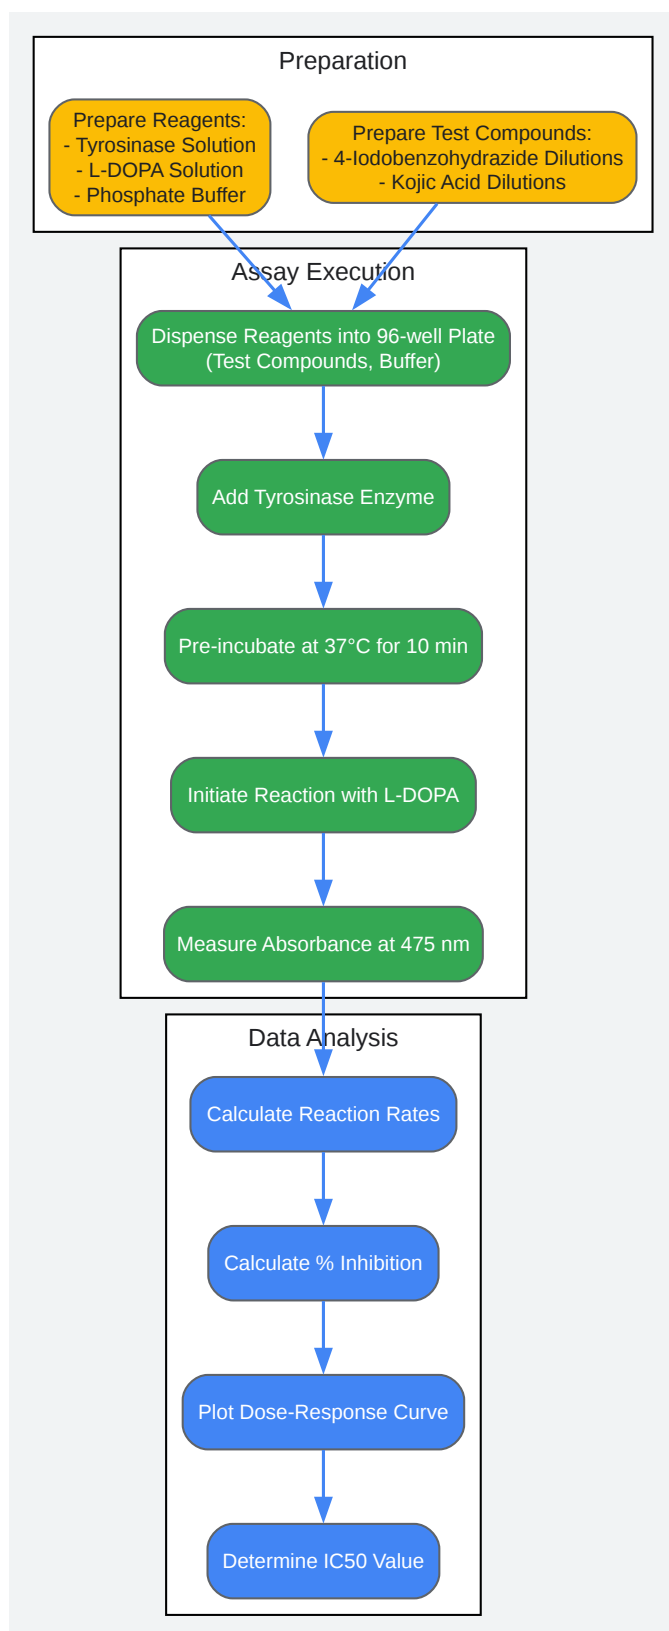 Preparation
Prepare Reagents:
- Tyrosinase Solution
- L-DOPA Solution
- Phosphate Buffer
Prepare Test Compounds:
- 4-Iodobenzohydrazide Dilutions
- Kojic Acid Dilutions
Assay Execution
Dispense Reagents into 96-well Plate
(Test Compounds, Buffer)
Add Tyrosinase Enzyme
Pre-incubate at 37°C for 10 min
Initiate Reaction with L-DOPA
Measure Absorbance at 475 nm
Data Analysis
Calculate Reaction Rates
Calculate % Inhibition
Plot Dose-Response Curve
Determine IC50 Value